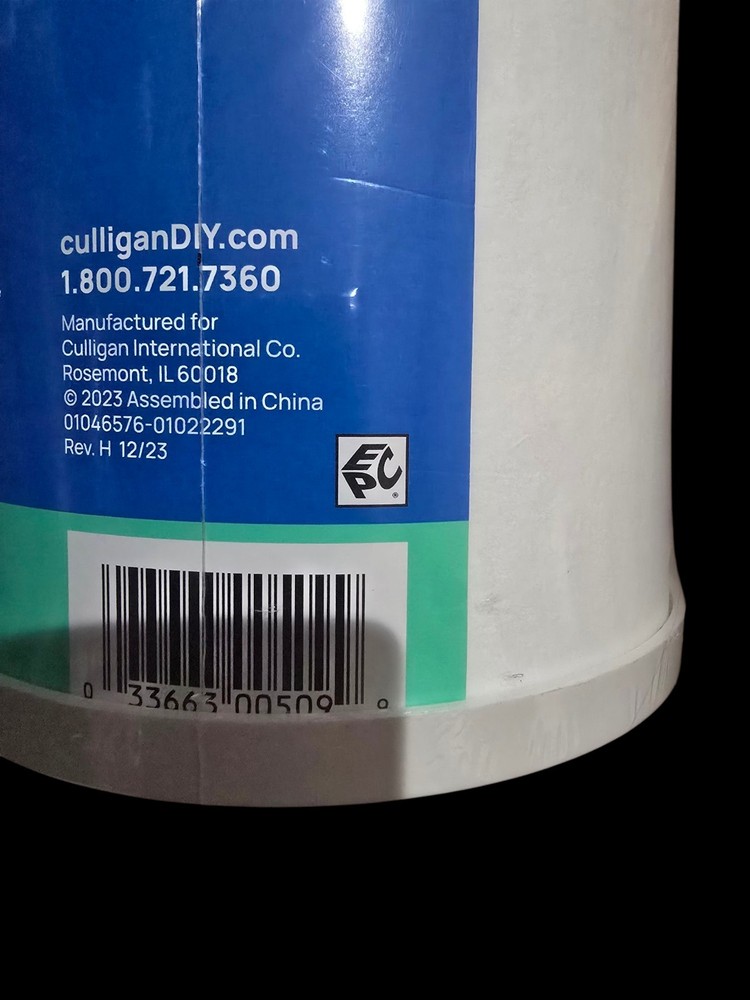 culliganDIY.com
1.800.721.7360
Manufactured for
Culligan International Co.
Rosemont, IL 60018
© 2023 Assembled in China
01046576-01022291
Rev. H 12/23
EPC®
0 33663 00509 9